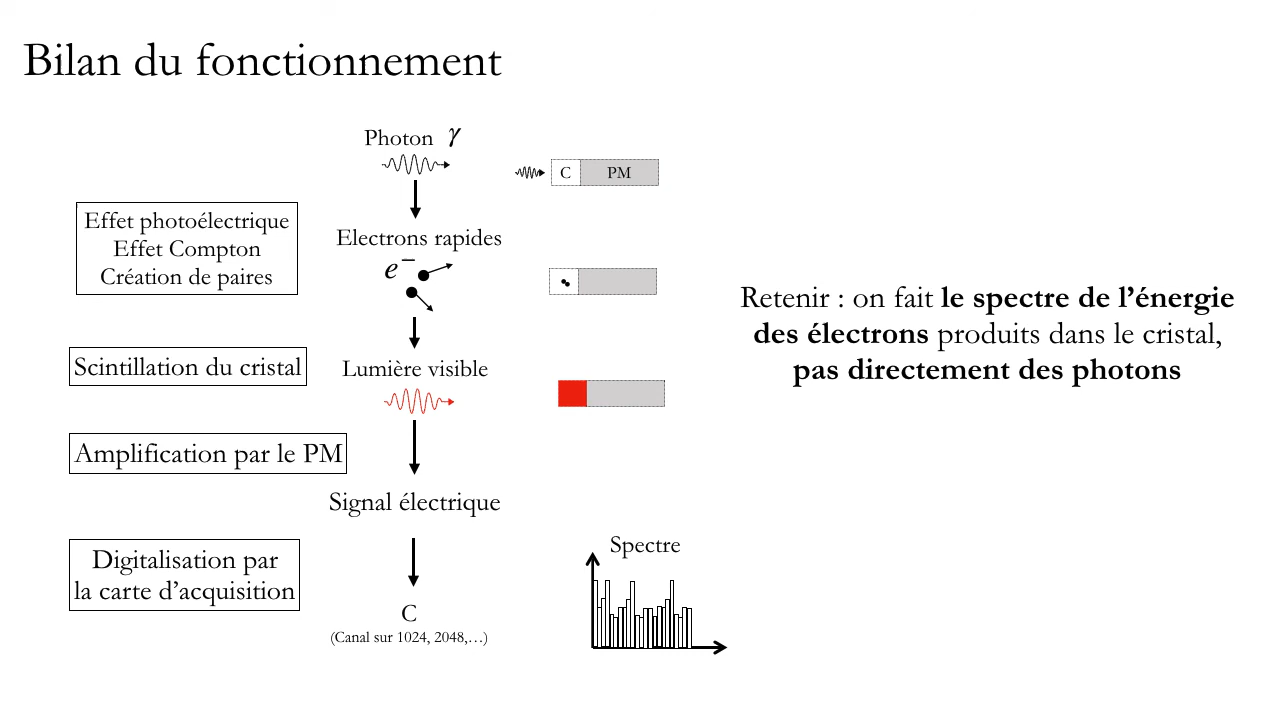 Bilan du fonctionnement
Photon γ
C PM
Effet photoélectrique
Effet Compton
Création de paires
Electrons rapides
e⁻
Retenir : on fait le spectre de l’énergie
des électrons produits dans le cristal,
pas directement des photons
Scintillation du cristal
Lumière visible
Amplification par le PM
Signal électrique
Digitalisation par
la carte d’acquisition
Spectre
C
(Canal sur 1024, 2048,…)